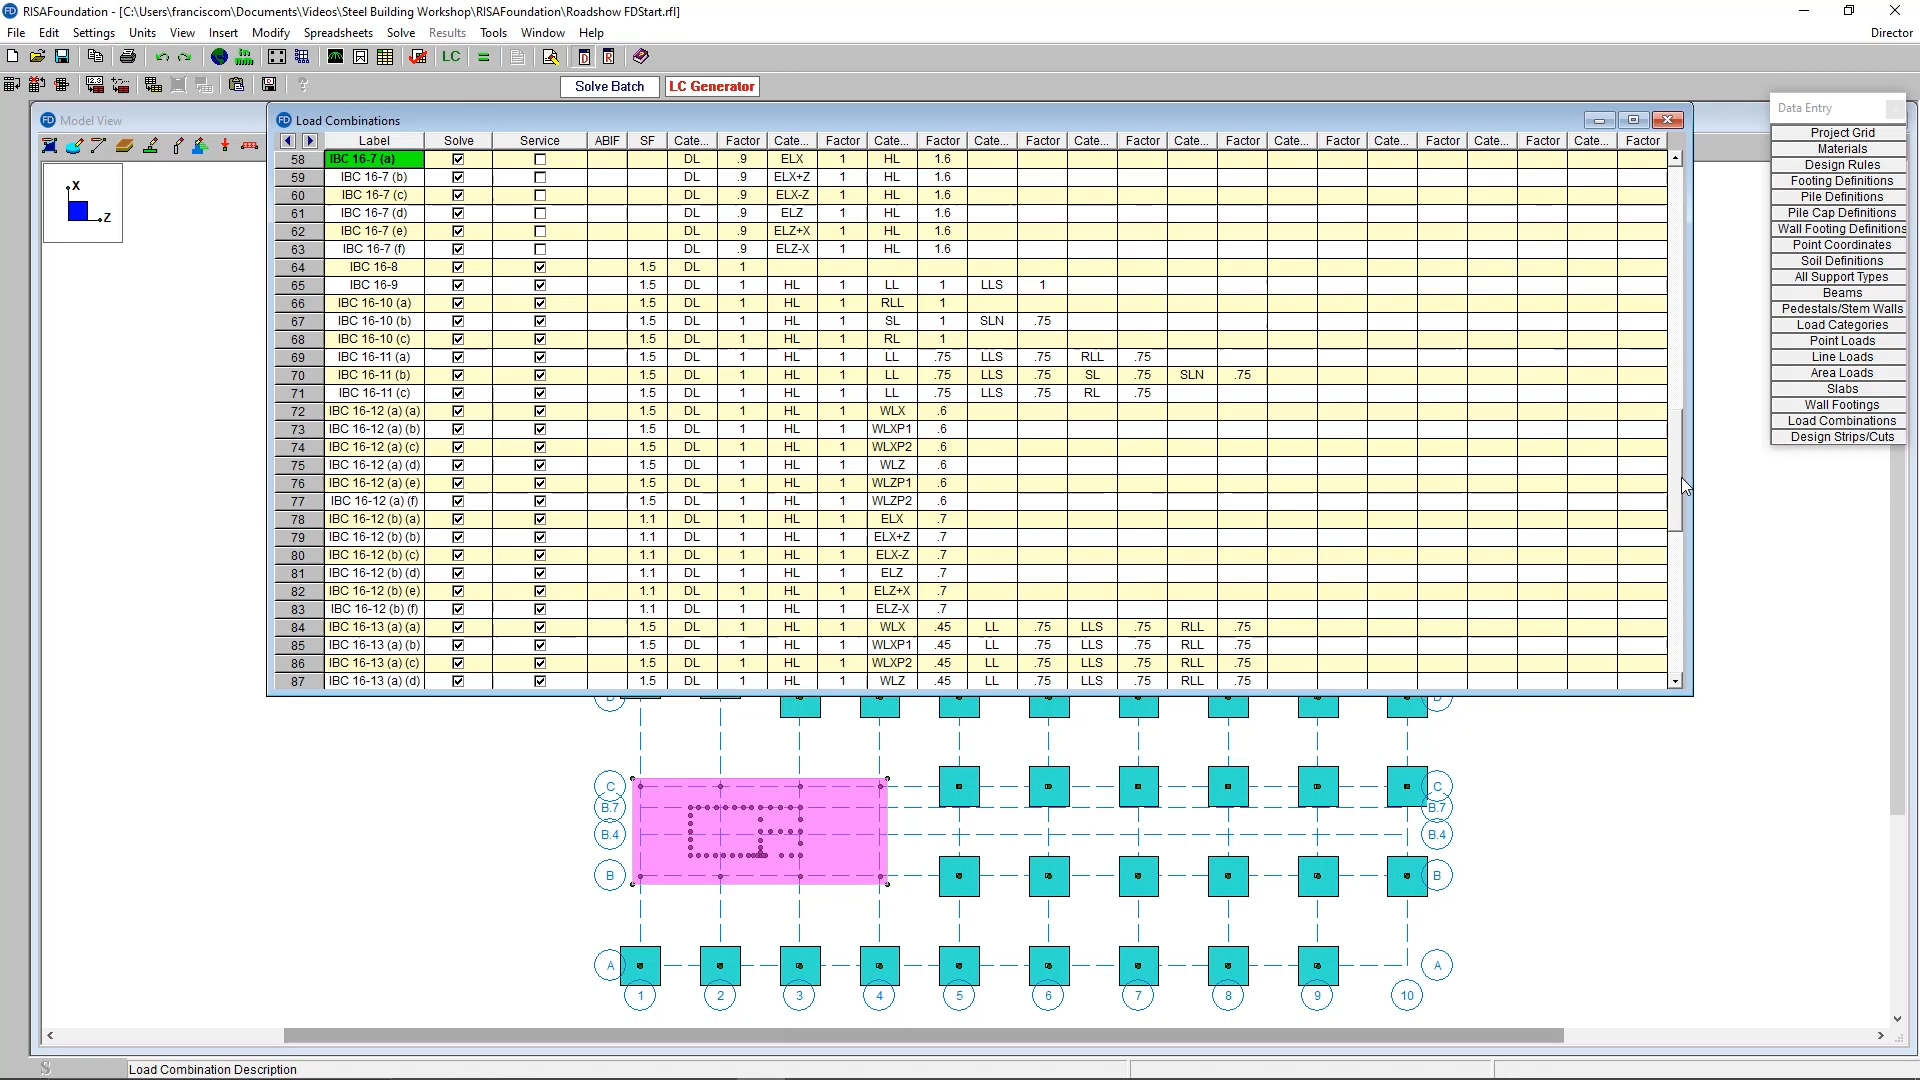 RISAFoundation - [C:\Users\franciscom\Documents\Videos\Steel Building Workshop\RISAFoundation\Roadshow FDStart.rfl]
File Edit Settings Units View Insert Modify Spreadsheets Solve Results Tools Window Help
Director
Solve Batch LC Generator
Model View
Load Combinations
Label Solve Service ABIF SF Cate... Factor Cate... Factor Cate... Factor Cate... Factor Cate... Factor Cate... Factor Cate... Factor Cate... Factor Cate... Factor Cate... Factor
58 IBC 16-7 (a) DL .9 ELX 1 HL 1.6
59 IBC 16-7 (b) DL .9 ELX+Z 1 HL 1.6
60 IBC 16-7 (c) DL .9 ELX-Z 1 HL 1.6
61 IBC 16-7 (d) DL .9 ELZ 1 HL 1.6
62 IBC 16-7 (e) DL .9 ELZ+X 1 HL 1.6
63 IBC 16-7 (f) DL .9 ELZ-X 1 HL 1.6
64 IBC 16-8 1.5 DL 1
65 IBC 16-9 1.5 DL 1 HL 1 LL 1 LLS 1
66 IBC 16-10 (a) 1.5 DL 1 HL 1 RLL 1
67 IBC 16-10 (b) 1.5 DL 1 HL 1 SL 1 SLN .75
68 IBC 16-10 (c) 1.5 DL 1 HL 1 RL 1
69 IBC 16-11 (a) 1.5 DL 1 HL 1 LL .75 LLS .75 RLL .75
70 IBC 16-11 (b) 1.5 DL 1 HL 1 LL .75 LLS .75 SL .75 SLN .75
71 IBC 16-11 (c) 1.5 DL 1 HL 1 LL .75 LLS .75 RL .75
72 IBC 16-12 (a) (a) 1.5 DL 1 HL 1 WLX .6
73 IBC 16-12 (a) (b) 1.5 DL 1 HL 1 WLXP1 .6
74 IBC 16-12 (a) (c) 1.5 DL 1 HL 1 WLXP2 .6
75 IBC 16-12 (a) (d) 1.5 DL 1 HL 1 WLZ .6
76 IBC 16-12 (a) (e) 1.5 DL 1 HL 1 WLZP1 .6
77 IBC 16-12 (a) (f) 1.5 DL 1 HL 1 WLZP2 .6
78 IBC 16-12 (b) (a) 1.1 DL 1 HL 1 ELX .7
79 IBC 16-12 (b) (b) 1.1 DL 1 HL 1 ELX+Z .7
80 IBC 16-12 (b) (c) 1.1 DL 1 HL 1 ELX-Z .7
81 IBC 16-12 (b) (d) 1.1 DL 1 HL 1 ELZ .7
82 IBC 16-12 (b) (e) 1.1 DL 1 HL 1 ELZ+X .7
83 IBC 16-12 (b) (f) 1.1 DL 1 HL 1 ELZ-X .7
84 IBC 16-13 (a) (a) 1.5 DL 1 HL 1 WLX .45 LL .75 LLS .75 RLL .75
85 IBC 16-13 (a) (b) 1.5 DL 1 HL 1 WLXP1 .45 LL .75 LLS .75 RLL .75
86 IBC 16-13 (a) (c) 1.5 DL 1 HL 1 WLXP2 .45 LL .75 LLS .75 RLL .75
87 IBC 16-13 (a) (d) 1.5 DL 1 HL 1 WLZ .45 LL .75 LLS .75 RLL .75
Data Entry
Project Grid
Materials
Design Rules
Footing Definitions
Pile Definitions
Pile Cap Definitions
Wall Footing Definitions
Point Coordinates
Soil Definitions
All Support Types
Beams
Pedestals/Stem Walls
Load Categories
Point Loads
Line Loads
Area Loads
Slabs
Wall Footings
Load Combinations
Design Strips/Cuts
X
Z
D D
C C
B.7 B.7
B.4 B.4
B B
A A
1 2 3 4 5 6 7 8 9 10
Load Combination Description